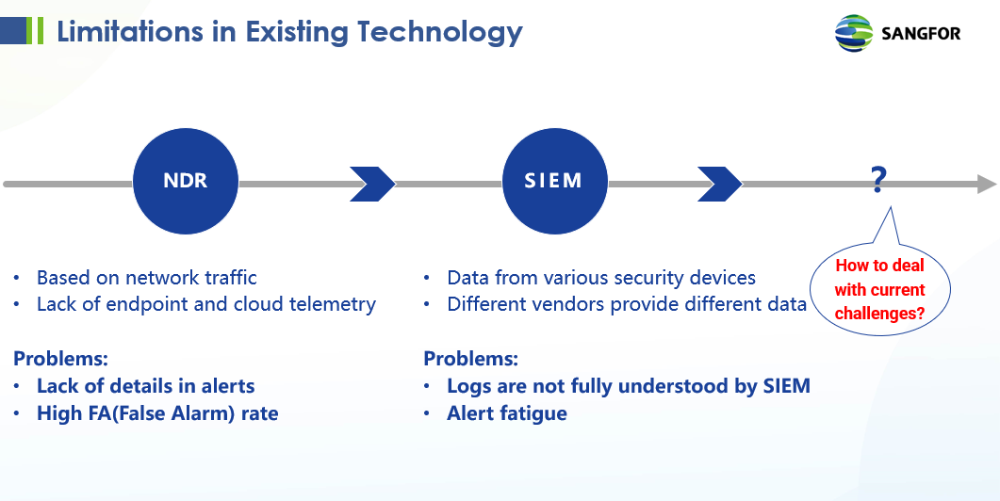 Limitations in Existing Technology
SANGFOR
NDR
SIEM
?
How to deal
with current
challenges?
• Based on network traffic
• Lack of endpoint and cloud telemetry
Problems:
• Lack of details in alerts
• High FA(False Alarm) rate
• Data from various security devices
• Different vendors provide different data
Problems:
• Logs are not fully understood by SIEM
• Alert fatigue